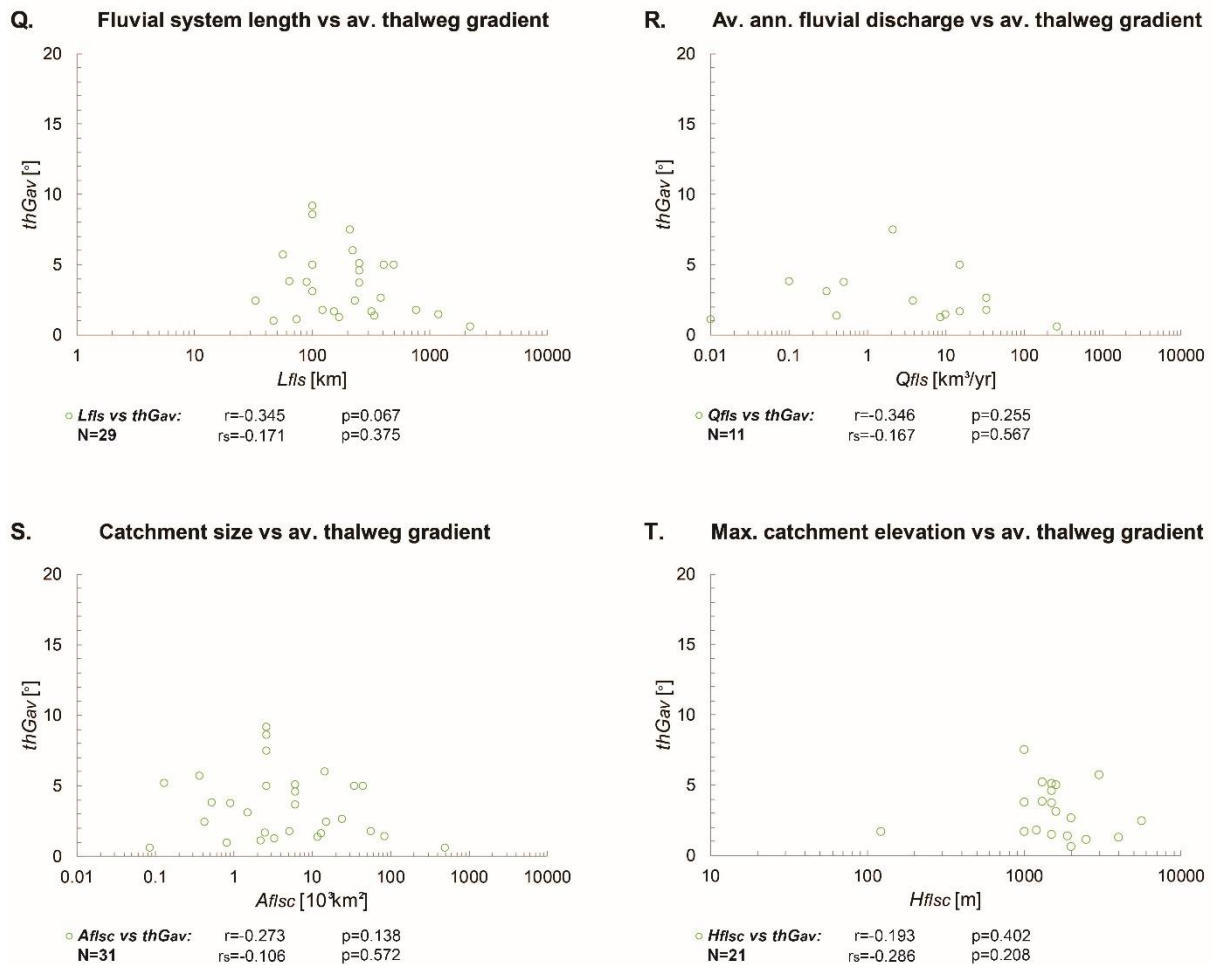 Q. Fluvial system length vs av. thalweg gradient
20
15
10
5
0
thGav [°]
1 10 100 1000 10000
Lfls [km]
Lfls vs thGav: r=-0.345 p=0.067
N=29 rs=-0.171 p=0.375
R. Av. ann. fluvial discharge vs av. thalweg gradient
20
15
10
5
0
thGav [°]
0.01 0.1 1 10 100 1000 10000
Qfls [km³/yr]
Qfls vs thGav: r=-0.346 p=0.255
N=11 rs=-0.167 p=0.567
S. Catchment size vs av. thalweg gradient
20
15
10
5
0
thGav [°]
0.01 0.1 1 10 100 1000 10000
Aflsc [10³km²]
Aflsc vs thGav: r=-0.273 p=0.138
N=31 rs=-0.106 p=0.572
T. Max. catchment elevation vs av. thalweg gradient
20
15
10
5
0
thGav [°]
10 100 1000 10000
Hflsc [m]
Hflsc vs thGav: r=-0.193 p=0.402
N=21 rs=-0.286 p=0.208